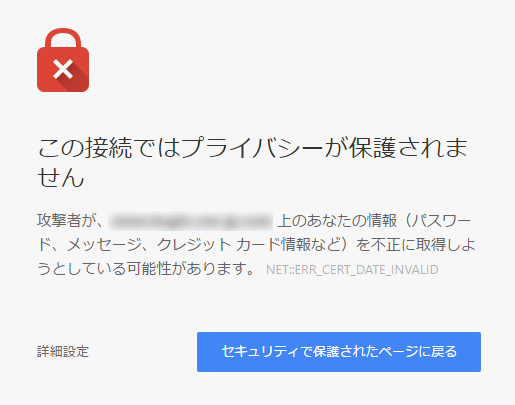 この接続ではプライバシーが保護されま
せん
攻撃者が、 上のあなたの情報（パスワー
ド、メッセージ、クレジット カード情報など）を不正に取得しよ
うとしている可能性があります。 NET::ERR_CERT_DATE_INVALID
詳細設定
セキュリティで保護されたページに戻る